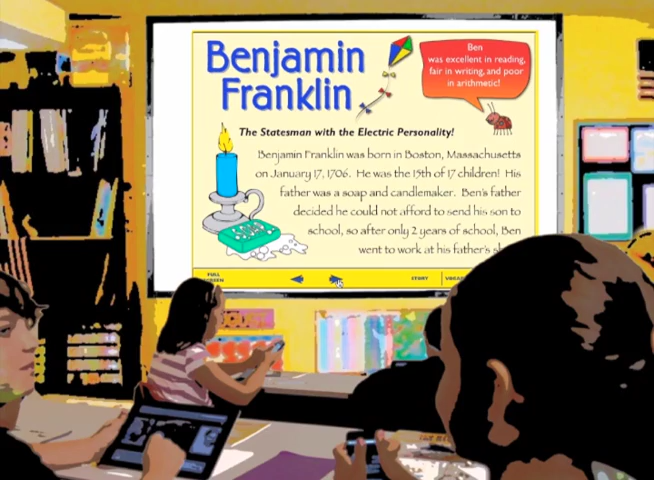 Benjamin
Franklin
Ben
was excellent in reading,
fair in writing, and poor
in arithmetic!
The Statesman with the Electric Personality!
Benjamin Franklin was born in Boston, Massachusetts
on January 17, 1706. He was the 15th of 17 children! His
father was a soap and candlemaker. Ben's father
decided he could not afford to send his son to
school, so after only 2 years of school, Ben
went to work at his father's
FULL
SCREEN
STORY